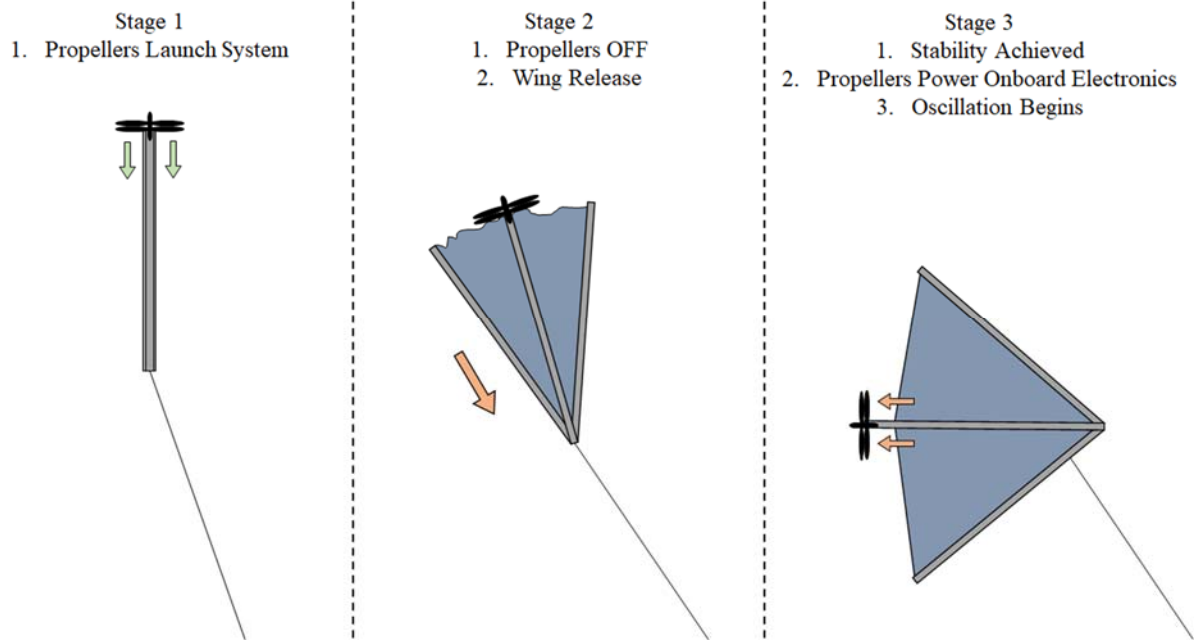 Stage 1
1. Propellers Launch System
Stage 2
1. Propellers OFF
2. Wing Release
Stage 3
1. Stability Achieved
2. Propellers Power Onboard Electronics
3. Oscillation Begins